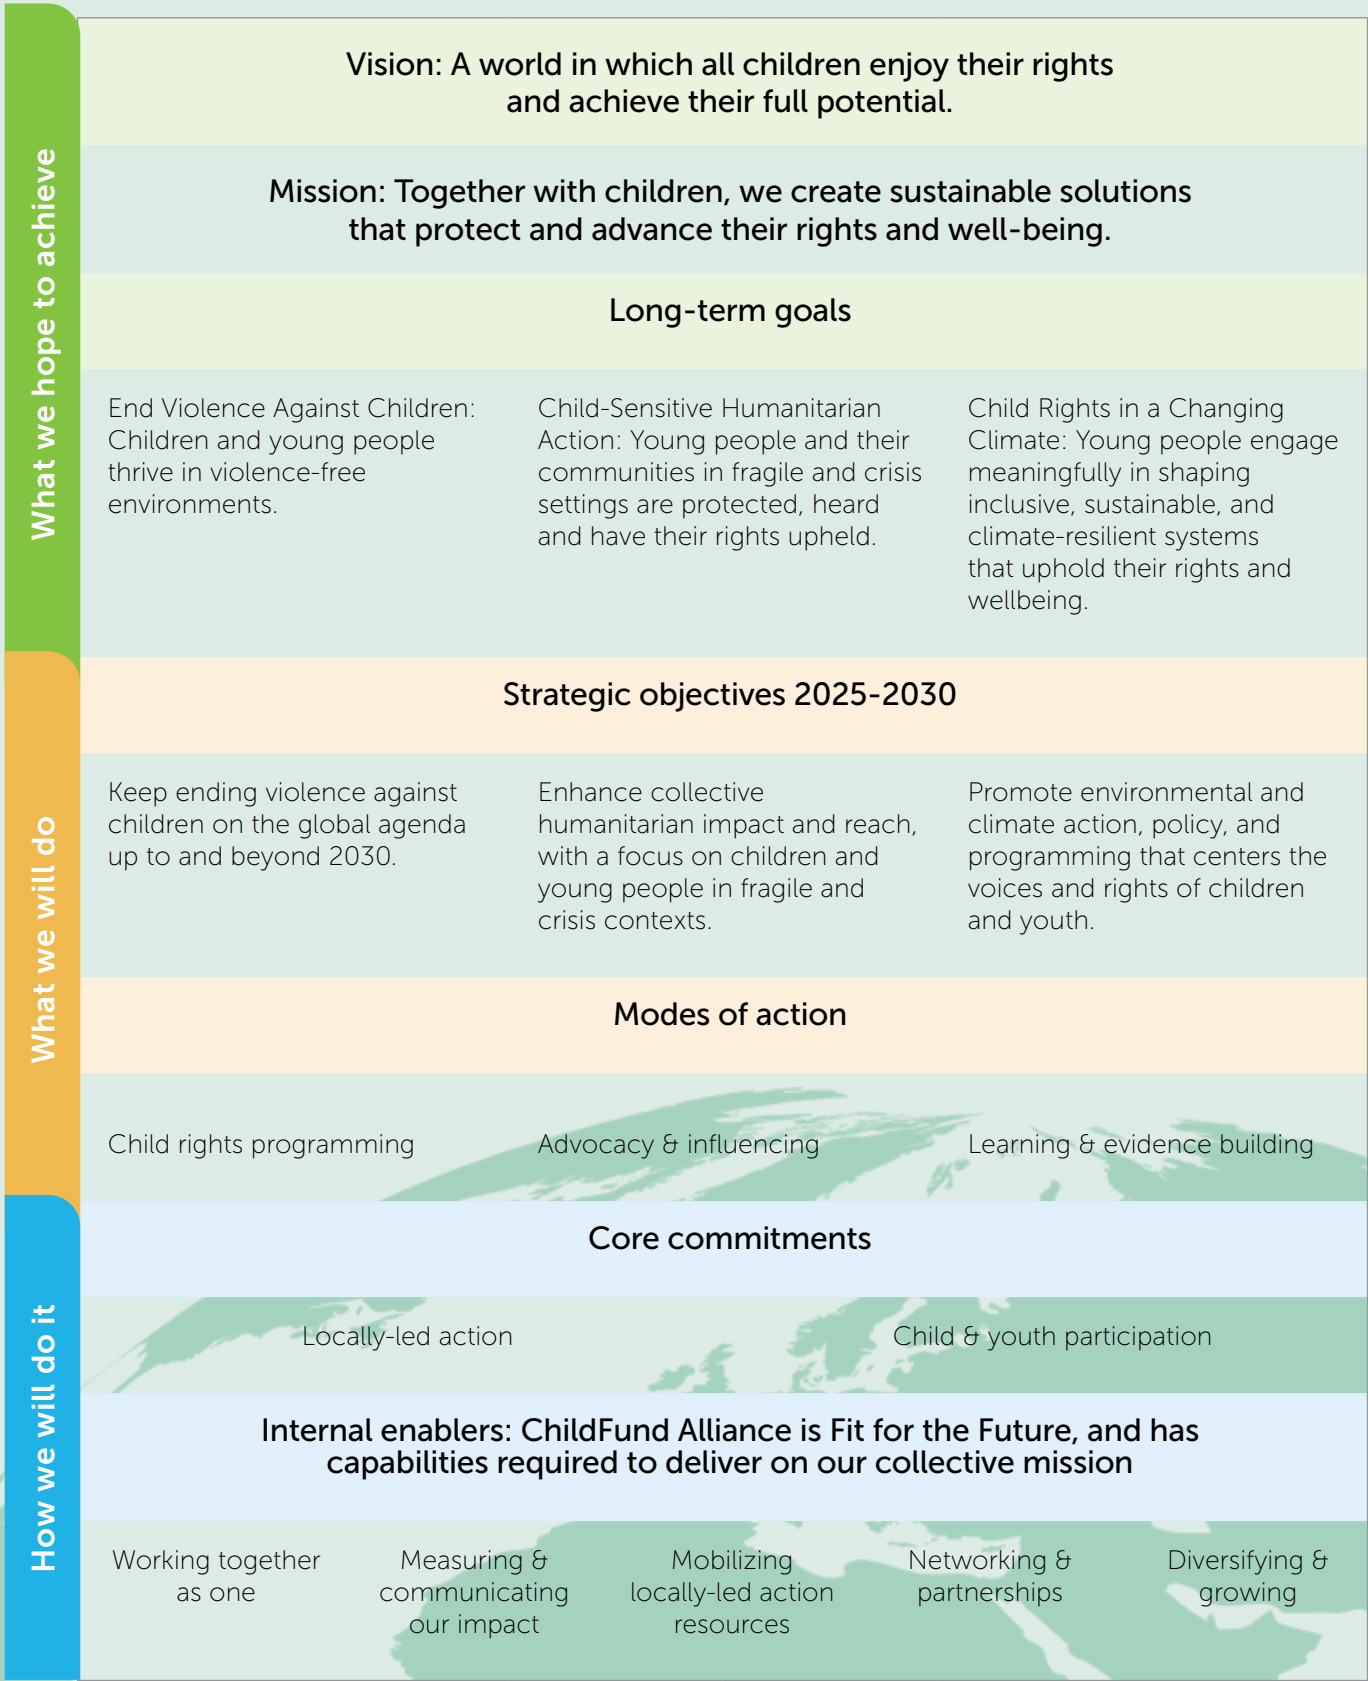 What we hope to achieve
Vision: A world in which all children enjoy their rights
and achieve their full potential.
Mission: Together with children, we create sustainable solutions
that protect and advance their rights and well-being.
Long-term goals
End Violence Against Children:
Children and young people
thrive in violence-free
environments.
Child-Sensitive Humanitarian
Action: Young people and their
communities in fragile and crisis
settings are protected, heard
and have their rights upheld.
Child Rights in a Changing
Climate: Young people engage
meaningfully in shaping
inclusive, sustainable, and
climate-resilient systems
that uphold their rights and
wellbeing.
What we will do
Strategic objectives 2025-2030
Keep ending violence against
children on the global agenda
up to and beyond 2030.
Enhance collective
humanitarian impact and reach,
with a focus on children and
young people in fragile and
crisis contexts.
Promote environmental and
climate action, policy, and
programming that centers the
voices and rights of children
and youth.
Modes of action
Child rights programming
Advocacy & influencing
Learning & evidence building
How we will do it
Core commitments
Locally-led action
Child & youth participation
Internal enablers: ChildFund Alliance is Fit for the Future, and has
capabilities required to deliver on our collective mission
Working together
as one
Measuring &
communicating
our impact
Mobilizing
locally-led action
resources
Networking &
partnerships
Diversifying &
growing